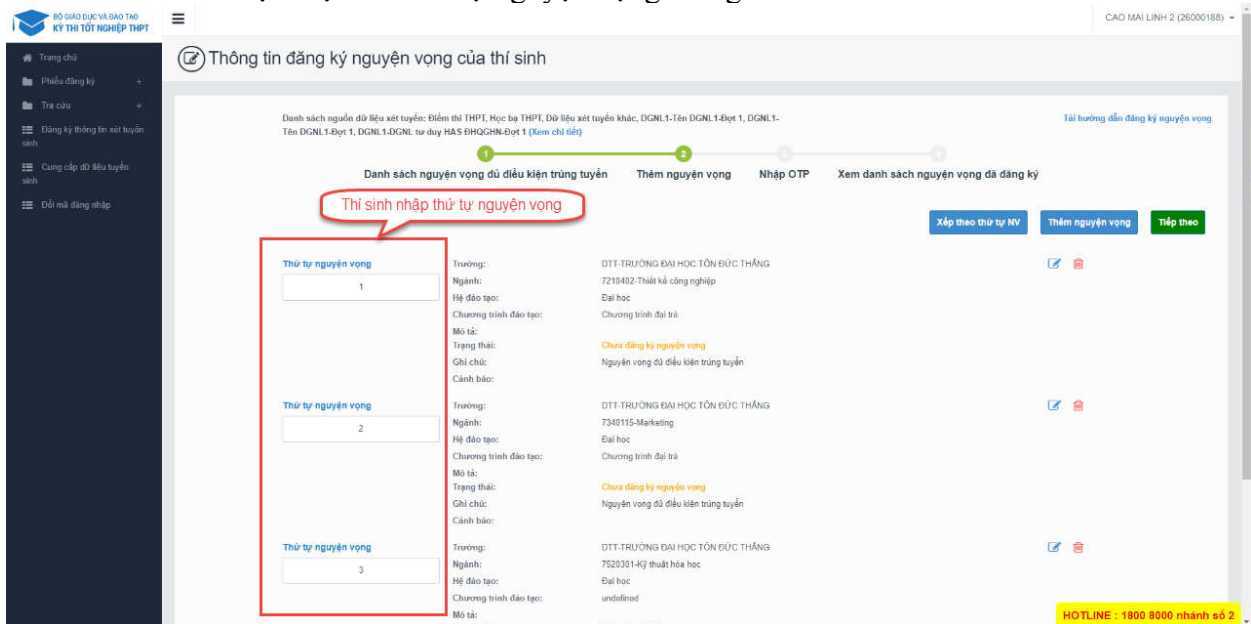 BỘ GIÁO DỤC VÀ ĐÀO TẠO
KỲ THI TỐT NGHIỆP THPT
CAO MAI LINH 2 (26000188)
Trang chủ
Phiếu đăng ký +
Tra cứu +
Đăng ký thông tin xét tuyển sinh
Cung cấp dữ liệu tuyển sinh
Đổi mã đăng nhập
Thông tin đăng ký nguyện vọng của thí sinh
Danh sách nguồn dữ liệu xét tuyển: Điểm thi THPT, Học bạ THPT, Dữ liệu xét tuyển khác, DGNL1-Tên DGNL1-Đợt 1, DGNL1-
Tên DGNL1-Đợt 1, DGNL1-DGNL tư duy HAS ĐHQGHN-Đợt 1 (Xem chi tiết)
Tải hướng dẫn đăng ký nguyện vọng
1 2 3 4
Danh sách nguyện vọng đủ điều kiện trúng tuyển Thêm nguyện vọng Nhập OTP Xem danh sách nguyện vọng đã đăng ký
Thí sinh nhập thứ tự nguyện vọng
Xếp theo thứ tự NV Thêm nguyện vọng Tiếp theo
Thứ tự nguyện vọng
1
Trường: DTT-TRƯỜNG ĐẠI HỌC TÔN ĐỨC THẮNG
Ngành: 7210402-Thiết kế công nghiệp
Hệ đào tạo: Đại học
Chương trình đào tạo: Chương trình đại trà
Mô tả:
Trạng thái: Chưa đăng ký nguyện vọng
Ghi chú: Nguyện vọng đủ điều kiện trúng tuyển
Cảnh báo:
Thứ tự nguyện vọng
2
Trường: DTT-TRƯỜNG ĐẠI HỌC TÔN ĐỨC THẮNG
Ngành: 7340115-Marketing
Hệ đào tạo: Đại học
Chương trình đào tạo: Chương trình đại trà
Mô tả:
Trạng thái: Chưa đăng ký nguyện vọng
Ghi chú: Nguyện vọng đủ điều kiện trúng tuyển
Cảnh báo:
Thứ tự nguyện vọng
3
Trường: DTT-TRƯỜNG ĐẠI HỌC TÔN ĐỨC THẮNG
Ngành: 7520301-Kỹ thuật hóa học
Hệ đào tạo: Đại học
Chương trình đào tạo: undefined
Mô tả:
HOTLINE : 1800 8000 nhánh số 2